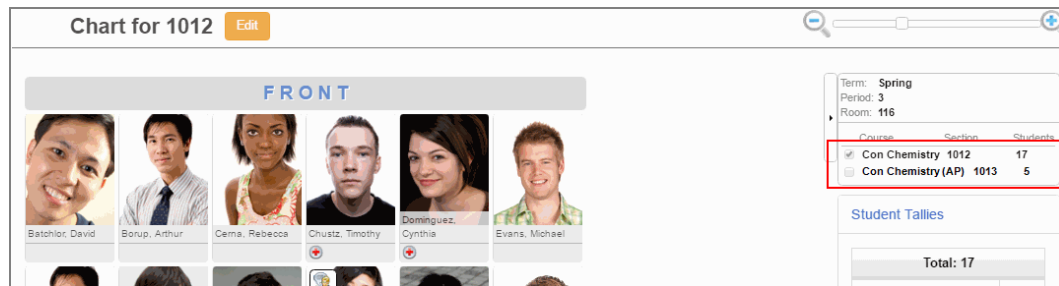 Chart for 1012 Edit
FRONT
Batchlor, David Borup, Arthur Cerna, Rebecca Chustz, Timothy Dominguez, Cynthia Evans, Michael
Term: Spring
Period: 3
Room: 116
Course Section Students
Con Chemistry 1012 17
Con Chemistry (AP) 1013 5
Student Tallies
Total: 17